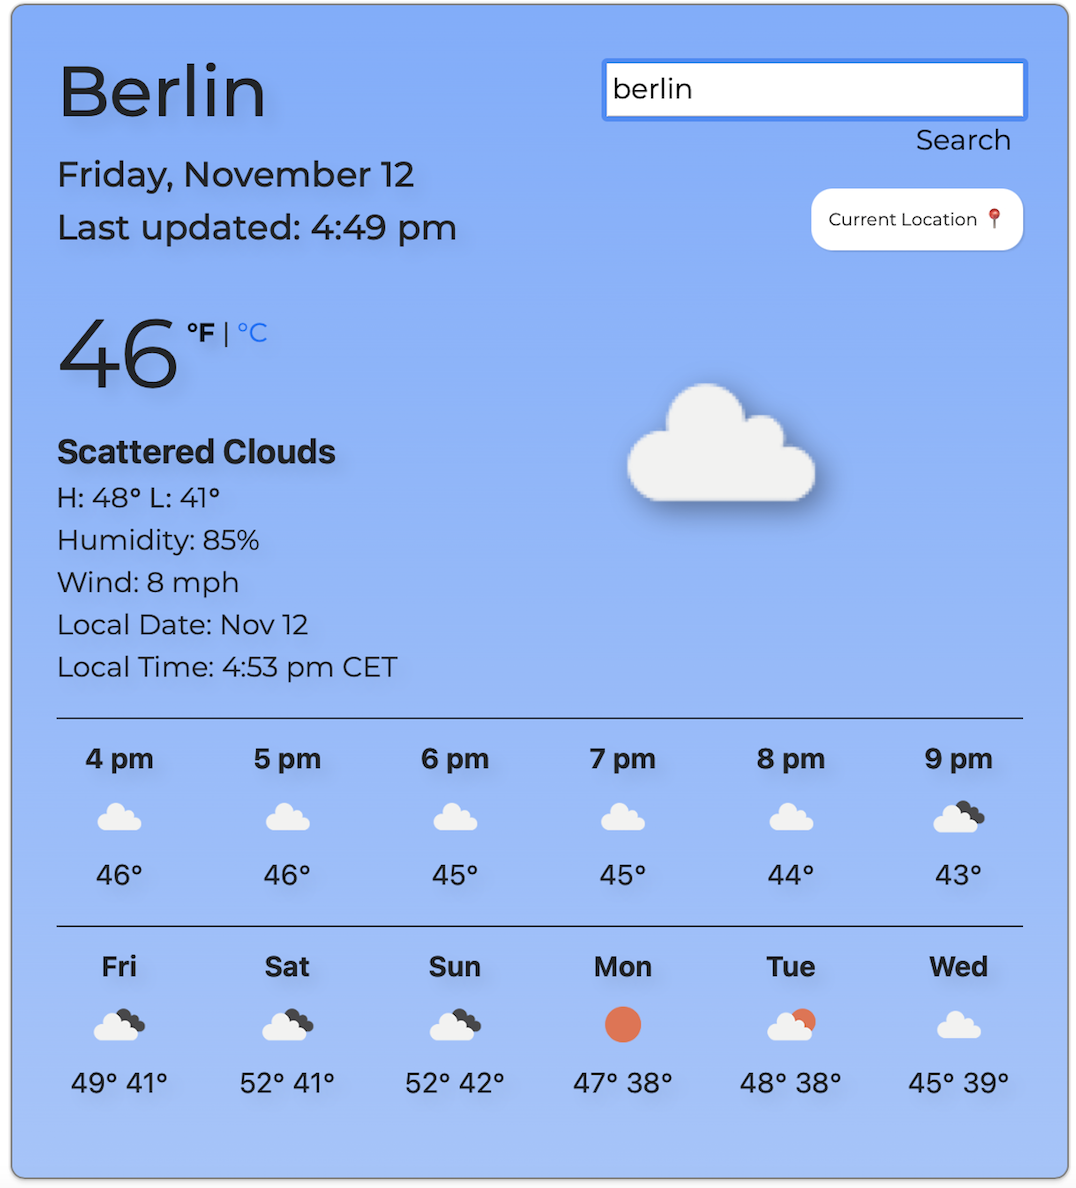 Berlin
berlin
Search
Friday, November 12
Last updated: 4:49 pm
Current Location
46 °F | °C
Scattered Clouds
H: 48° L: 41°
Humidity: 85%
Wind: 8 mph
Local Date: Nov 12
Local Time: 4:53 pm CET
4 pm 5 pm 6 pm 7 pm 8 pm 9 pm
46° 46° 45° 45° 44° 43°
Fri Sat Sun Mon Tue Wed
49° 41° 52° 41° 52° 42° 47° 38° 48° 38° 45° 39°